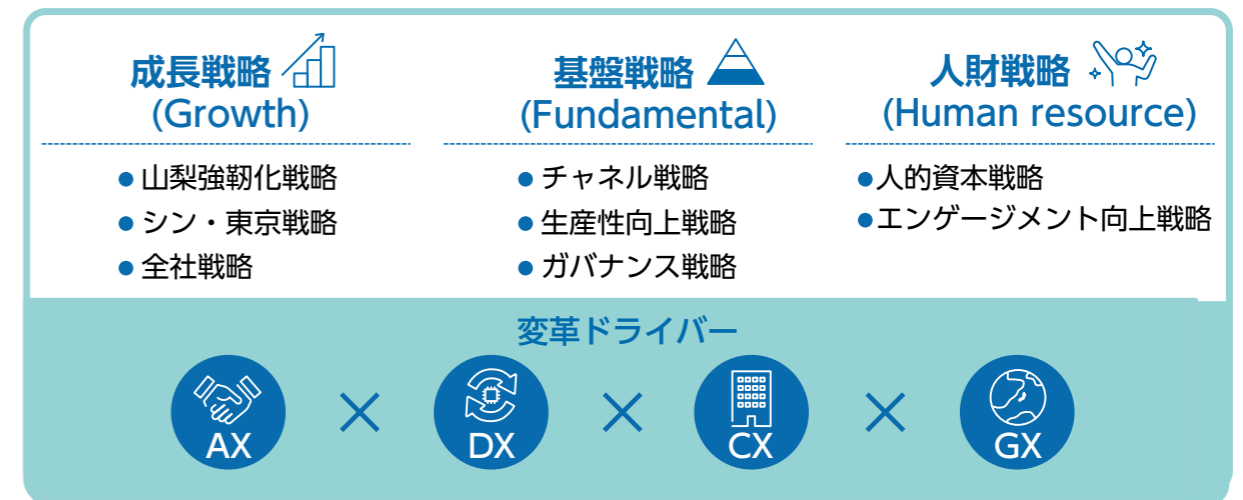 成長戦略
(Growth)
● 山梨強靭化戦略
● シン・東京戦略
● 全社戦略
基盤戦略
(Fundamental)
● チャネル戦略
● 生産性向上戦略
● ガバナンス戦略
人財戦略
(Human resource)
●人的資本戦略
●エンゲージメント向上戦略
変革ドライバー
AX × DX × CX × GX